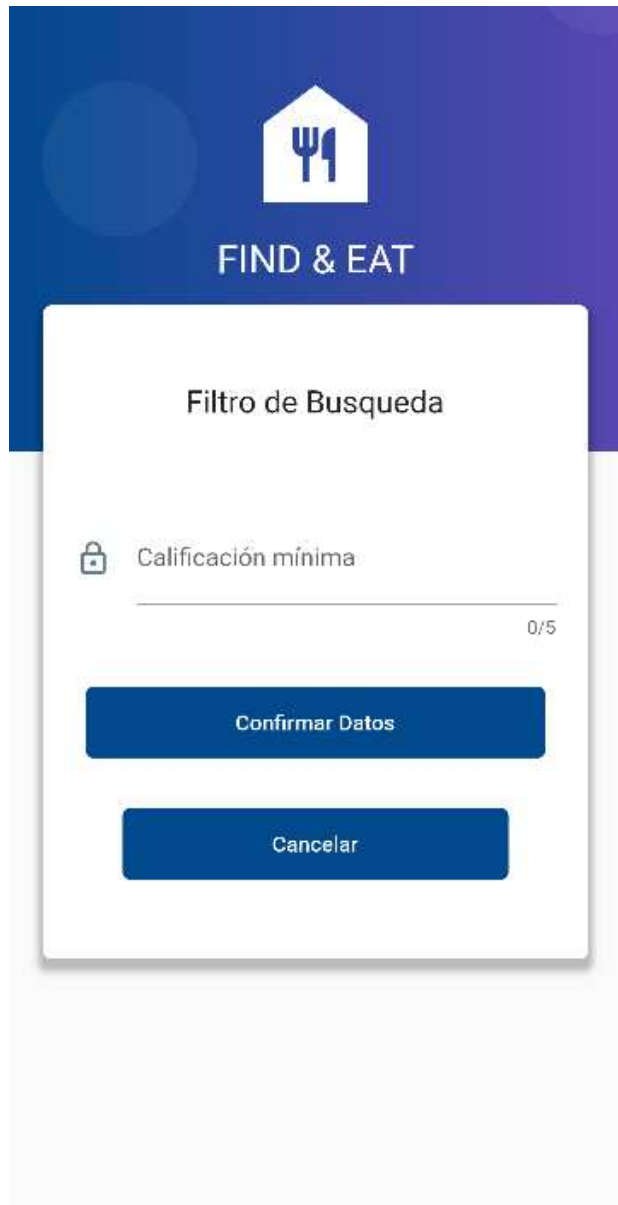 FIND & EAT
Filtro de Busqueda
Calificación mínima
0/5
Confirmar Datos
Cancelar